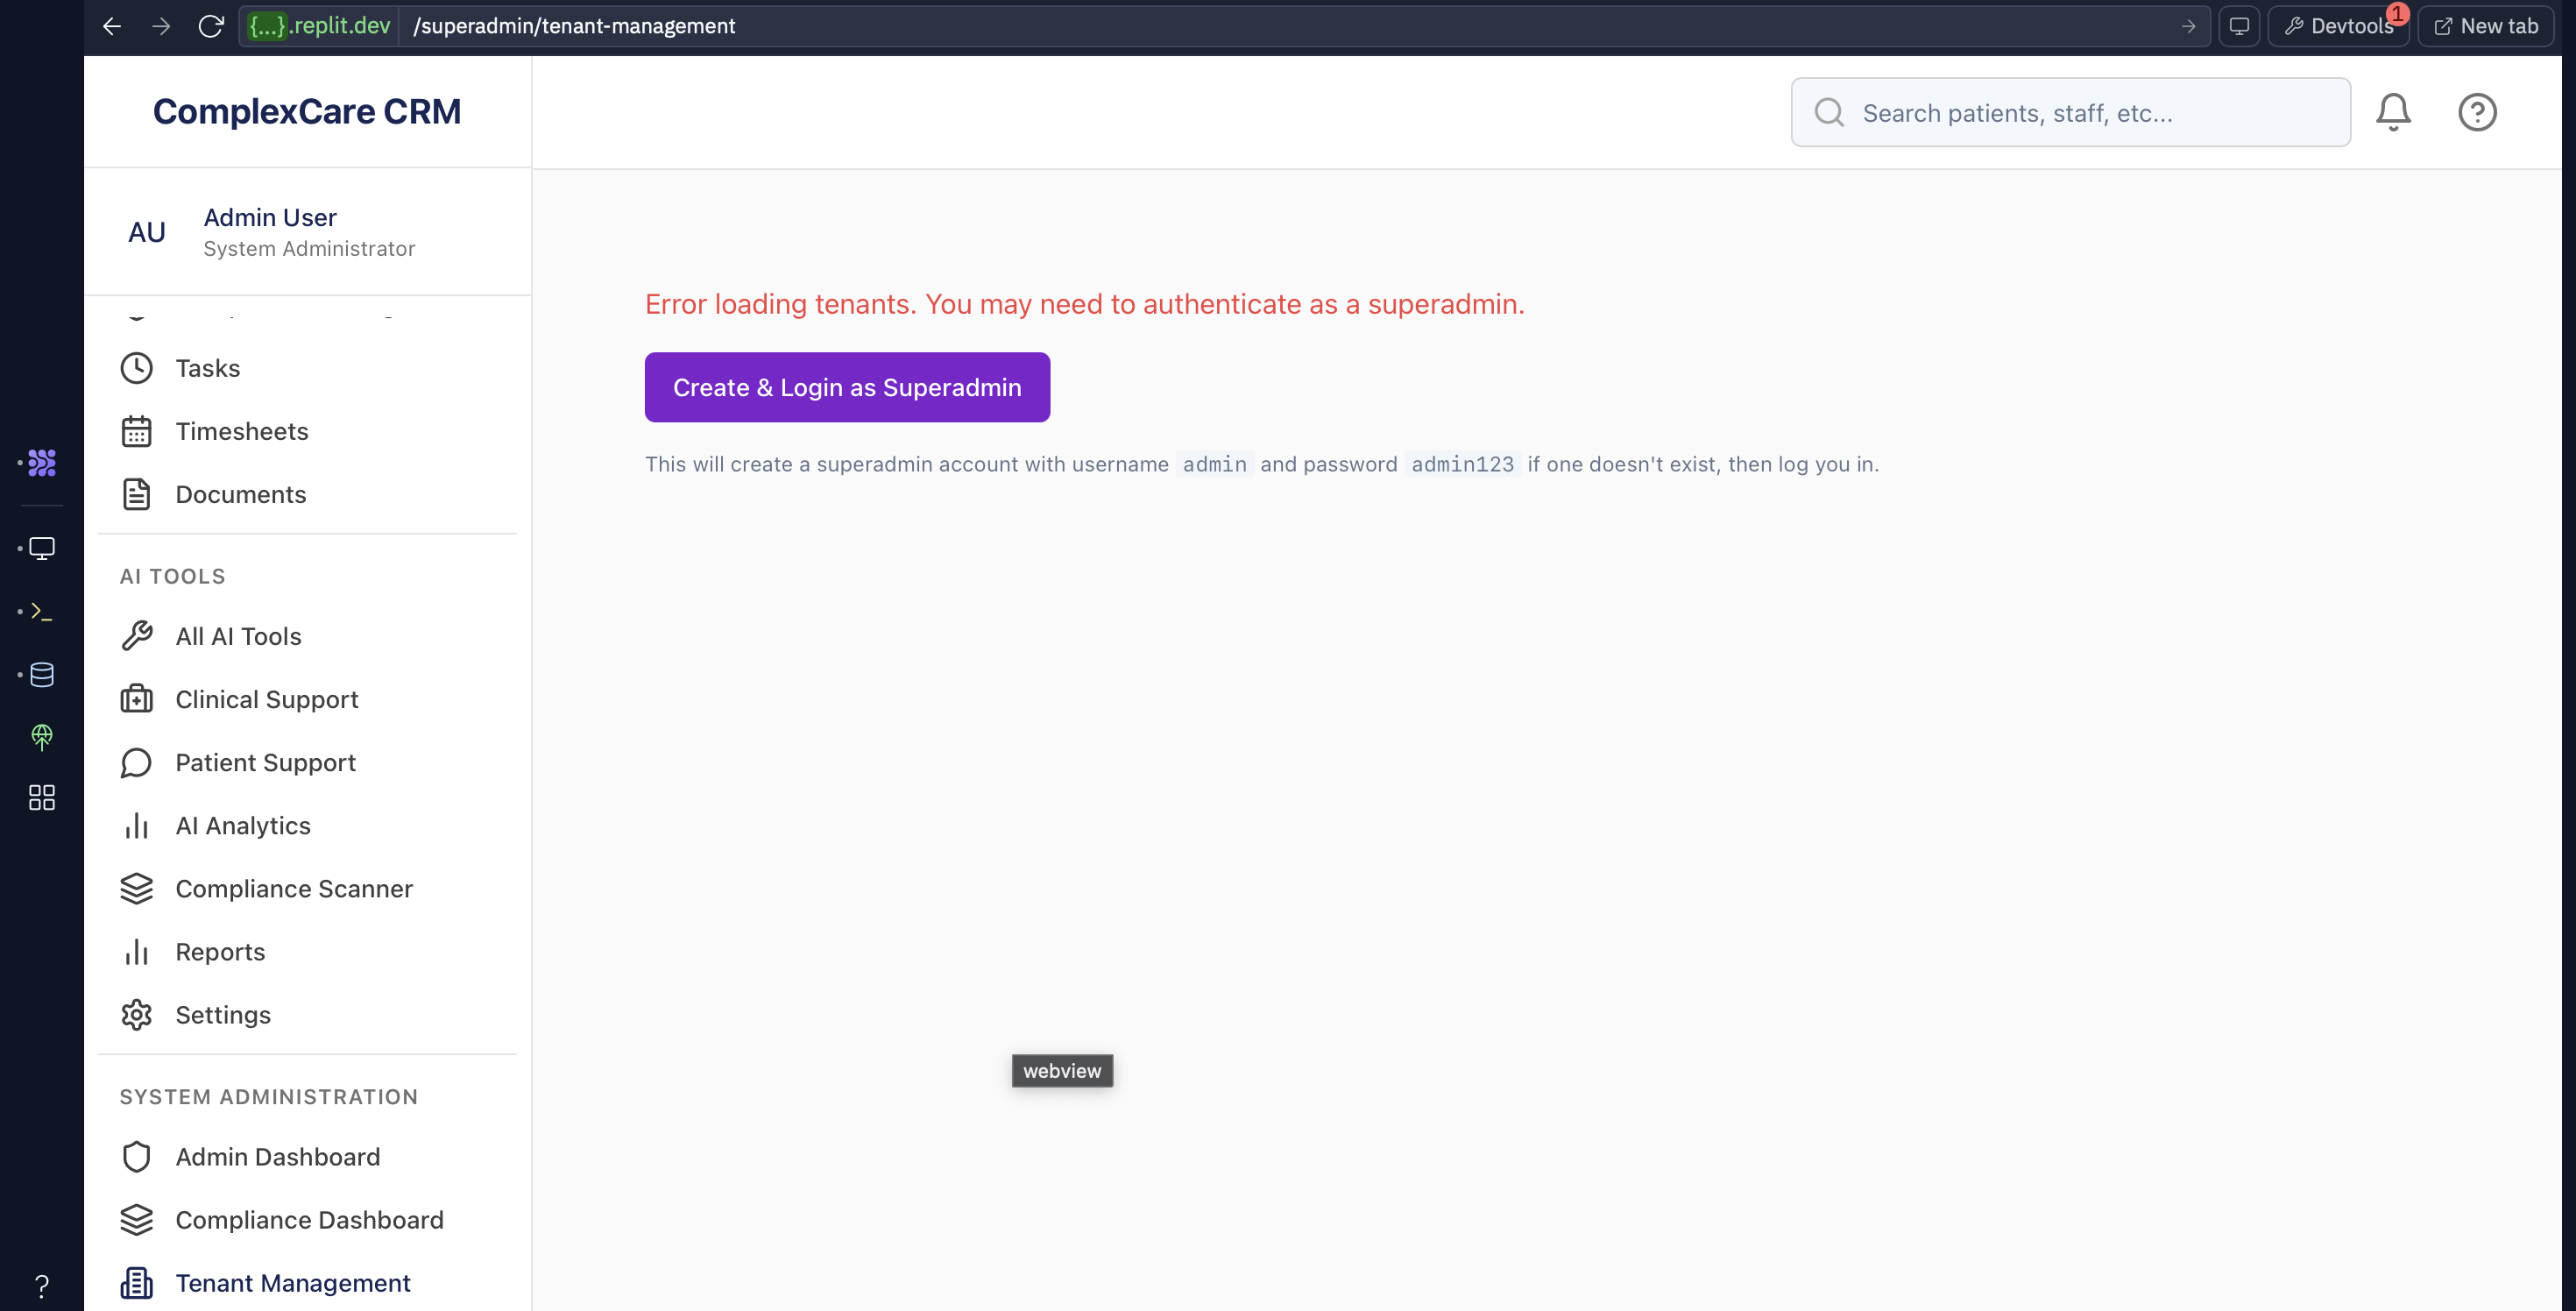 {...}.replit.dev /superadmin/tenant-management
Devtools 1
New tab
ComplexCare CRM
Search patients, staff, etc...
AU
Admin User
System Administrator
Tasks
Timesheets
Documents
AI TOOLS
All AI Tools
Clinical Support
Patient Support
AI Analytics
Compliance Scanner
Reports
Settings
SYSTEM ADMINISTRATION
Admin Dashboard
Compliance Dashboard
Tenant Management
Error loading tenants. You may need to authenticate as a superadmin.
Create & Login as Superadmin
This will create a superadmin account with username admin and password admin123 if one doesn't exist, then log you in.
webview